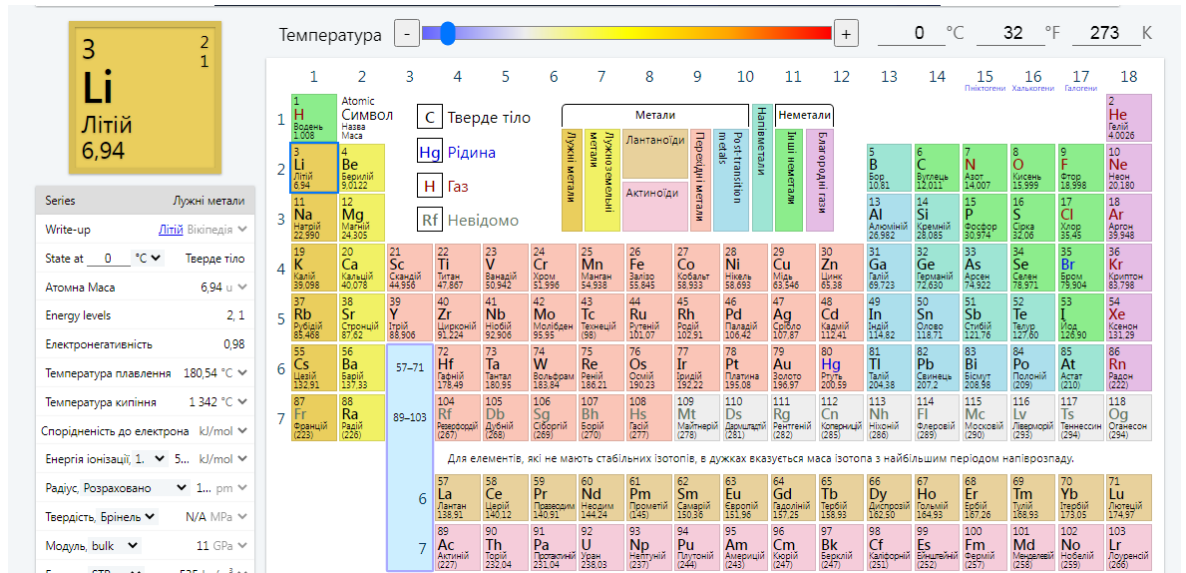 Температура - + 0 °C 32 °F 273 K
3 2
1
Li
Літій
6,94
Series Лужні метали
Write-up Літій Вікіпедія
State at 0 °C Тверде тіло
Атомна Маса 6,94 u
Energy levels 2, 1
Електронегативність 0,98
Температура плавлення 180,54 °C
Температура кипіння 1 342 °C
Спорідненість до електрона kJ/mol
Енергія іонізації, 1. 5... kJ/mol
Радіус, Розраховано 1... pm
Твердість, Брінель N/A MPa
Модуль, bulk 11 GPa
1 2 3 4 5 6 7 8 9 10 11 12 13 14 15 16 17 18
Пніктогени Халькогени Галогени
Atomic
Символ
Назва
Маса
C Тверде тіло
Hg Рідина
H Газ
Rf Невідомо
Метали
Неметали
Лужні метали
Лужноземельні метали
Лантаноїди
Актиноїди
Перехідні метали
Post-transition metals
Напівметали
Інші неметали
Благородні гази
1
1 H Водень 1.008
2 He Гелій 4.0026
2
3 Li Літій 6,94
4 Be Берилій 9,0122
5 B Бор 10,81
6 C Вуглець 12.011
7 N Азот 14,007
8 O Кисень 15,999
9 F Фтор 18,998
10 Ne Неон 20,180
3
11 Na Натрій 22,990
12 Mg Магній 24,305
13 Al Алюміній 26,982
14 Si Кремній 28,085
15 P Фосфор 30,974
16 S Сірка 32,06
17 Cl Хлор 35,45
18 Ar Аргон 39,948
4
19 K Калій 39,098
20 Ca Кальцій 40,078
21 Sc Скандій 44,956
22 Ti Титан 47,867
23 V Ванадій 50,942
24 Cr Хром 51,996
25 Mn Манган 54,938
26 Fe Залізо 55,845
27 Co Кобальт 58,933
28 Ni Нікель 58,693
29 Cu Мідь 63,546
30 Zn Цинк 65,38
31 Ga Галій 69,723
32 Ge Германій 72,630
33 As Арсен 74,922
34 Se Селен 78,971
35 Br Бром 79,904
36 Kr Криптон 83,798
5
37 Rb Рубідій 85,468
38 Sr Стронцій 87,62
39 Y Ітрій 88,906
40 Zr Цирконій 91,224
41 Nb Ніобій 92,906
42 Mo Молібден 95,95
43 Tc Технецій (98)
44 Ru Рутеній 101,07
45 Rh Родій 102,91
46 Pd Паладій 106,42
47 Ag Срібло 107,87
48 Cd Кадмій 112,41
49 In Індій 114,82
50 Sn Олово 118,71
51 Sb Стибій 121,76
52 Te Телур 127,60
53 I Йод 126,90
54 Xe Ксенон 131,29
6
55 Cs Цезій 132,91
56 Ba Барій 137,33
57–71
72 Hf Гафній 178,49
73 Ta Тантал 180,95
74 W Вольфрам 183,84
75 Re Реній 186,21
76 Os Осмій 190,23
77 Ir Іридій 192,22
78 Pt Платина 195,08
79 Au Золото 196,97
80 Hg Ртуть 200,59
81 Tl Талій 204,38
82 Pb Свинець 207,2
83 Bi Бісмут 208,98
84 Po Полоній (209)
85 At Астат (210)
86 Rn Радон (222)
7
87 Fr Францій (223)
88 Ra Радій (226)
89–103
104 Rf Резерфордій (267)
105 Db Дубній (268)
106 Sg Сіборгій (269)
107 Bh Борій (270)
108 Hs Гасій (277)
109 Mt Майтнерій (278)
110 Ds Дармштадтій (281)
111 Rg Рентгеній (282)
112 Cn Коперницій (285)
113 Nh Ніхоній (286)
114 Fl Флеровій (289)
115 Mc Московій (290)
116 Lv Ліверморій (293)
117 Ts Теннессин (294)
118 Og Оганесон (294)
Для елементів, які не мають стабільних ізотопів, в дужках вказується маса ізотопа з найбільшим періодом напіврозпаду.
6
57 La Лантан 138,91
58 Ce Церій 140,12
59 Pr Празеодим 140,91
60 Nd Неодим 144,24
61 Pm Прометій (145)
62 Sm Самарій 150,36
63 Eu Європій 151,96
64 Gd Гадоліній 157,25
65 Tb Тербій 158,93
66 Dy Диспрозій 162,50
67 Ho Гольмій 164,93
68 Er Ербій 167,26
69 Tm Тулій 168,93
70 Yb Ітербій 173,05
71 Lu Лютецій 174,97
7
89 Ac Актиній (227)
90 Th Торій 232,04
91 Pa Протактиній 231,04
92 U Уран 238,03
93 Np Нептуній (237)
94 Pu Плутоній (244)
95 Am Америцій (243)
96 Cm Кюрій (247)
97 Bk Берклій (247)
98 Cf Каліфорній (251)
99 Es Ейнштейній (252)
100 Fm Фермій (257)
101 Md Менделевій (258)
102 No Нобелій (259)
103 Lr Лоуренсій (266)